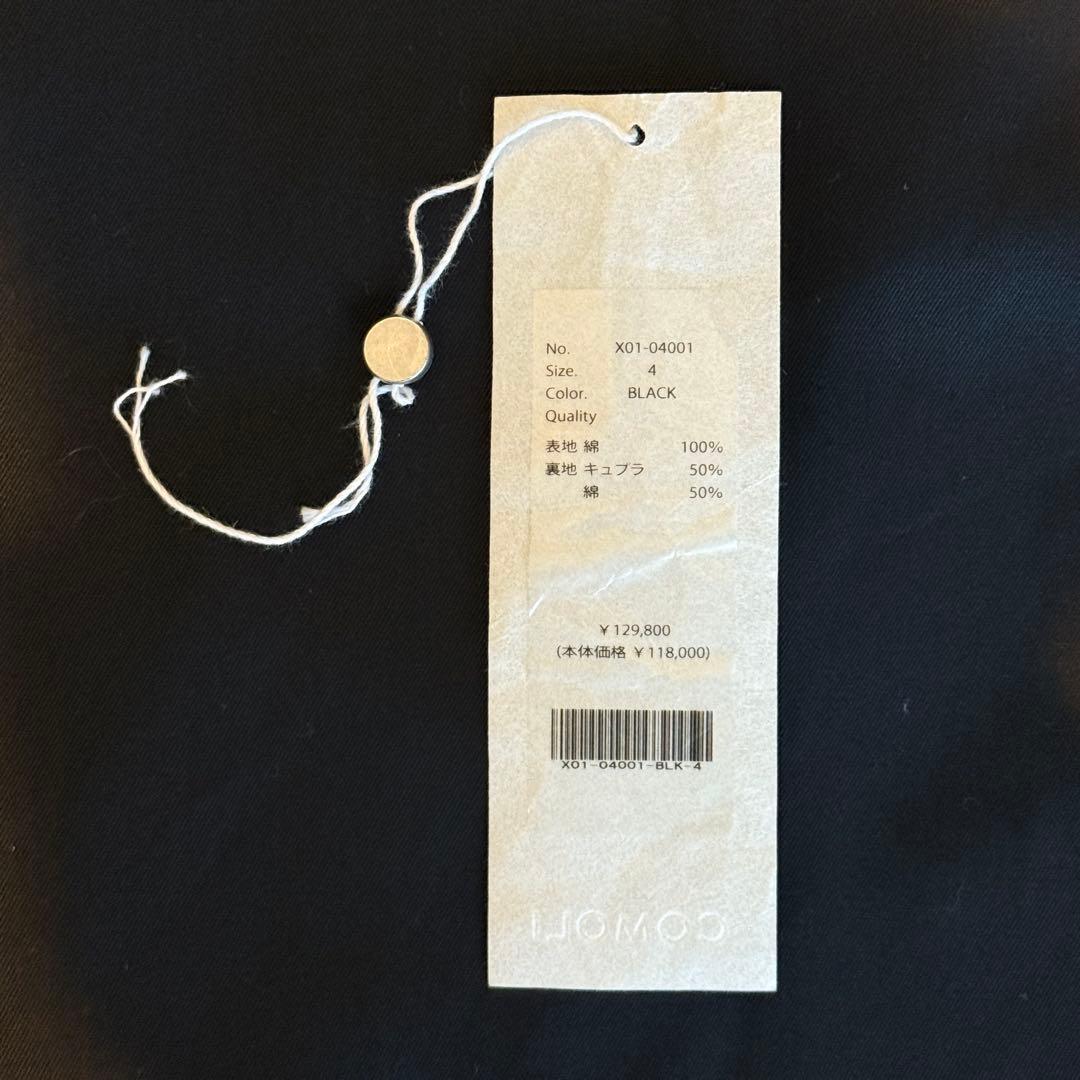 No. X01-04001
Size. 4
Color. BLACK
Quality
表地 綿 100%
裏地 キュプラ 50%
綿 50%
¥129,800
(本体価格 ¥118,000)
X01-04001-BLK-4
COMOLI